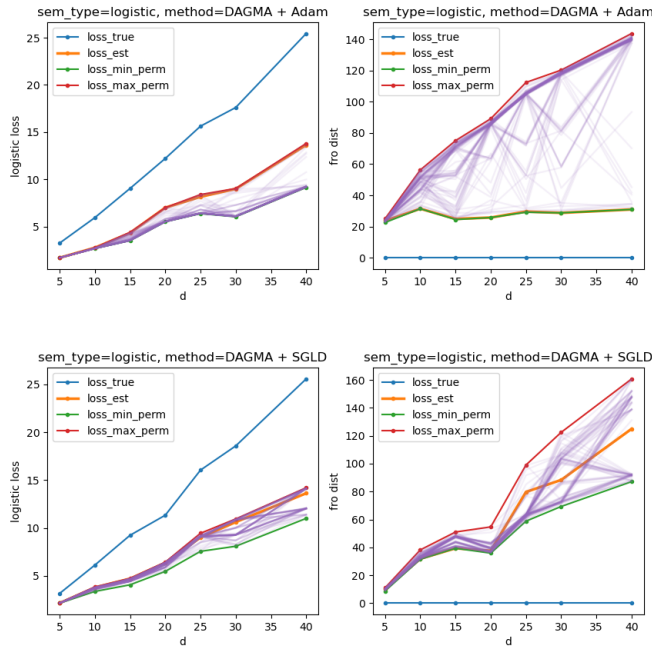 sem_type=logistic, method=DAGMA + Adam
25
20
15
10
5
logistic loss
loss_true
loss_est
loss_min_perm
loss_max_perm
5 10 15 20 25 30 35 40
d
sem_type=logistic, method=DAGMA + Adam
140
120
100
80
60
40
20
0
fro dist
loss_true
loss_est
loss_min_perm
loss_max_perm
5 10 15 20 25 30 35 40
d
sem_type=logistic, method=DAGMA + SGLD
25
20
15
10
5
logistic loss
loss_true
loss_est
loss_min_perm
loss_max_perm
5 10 15 20 25 30 35 40
d
sem_type=logistic, method=DAGMA + SGLD
160
140
120
100
80
60
40
20
0
fro dist
loss_true
loss_est
loss_min_perm
loss_max_perm
5 10 15 20 25 30 35 40
d